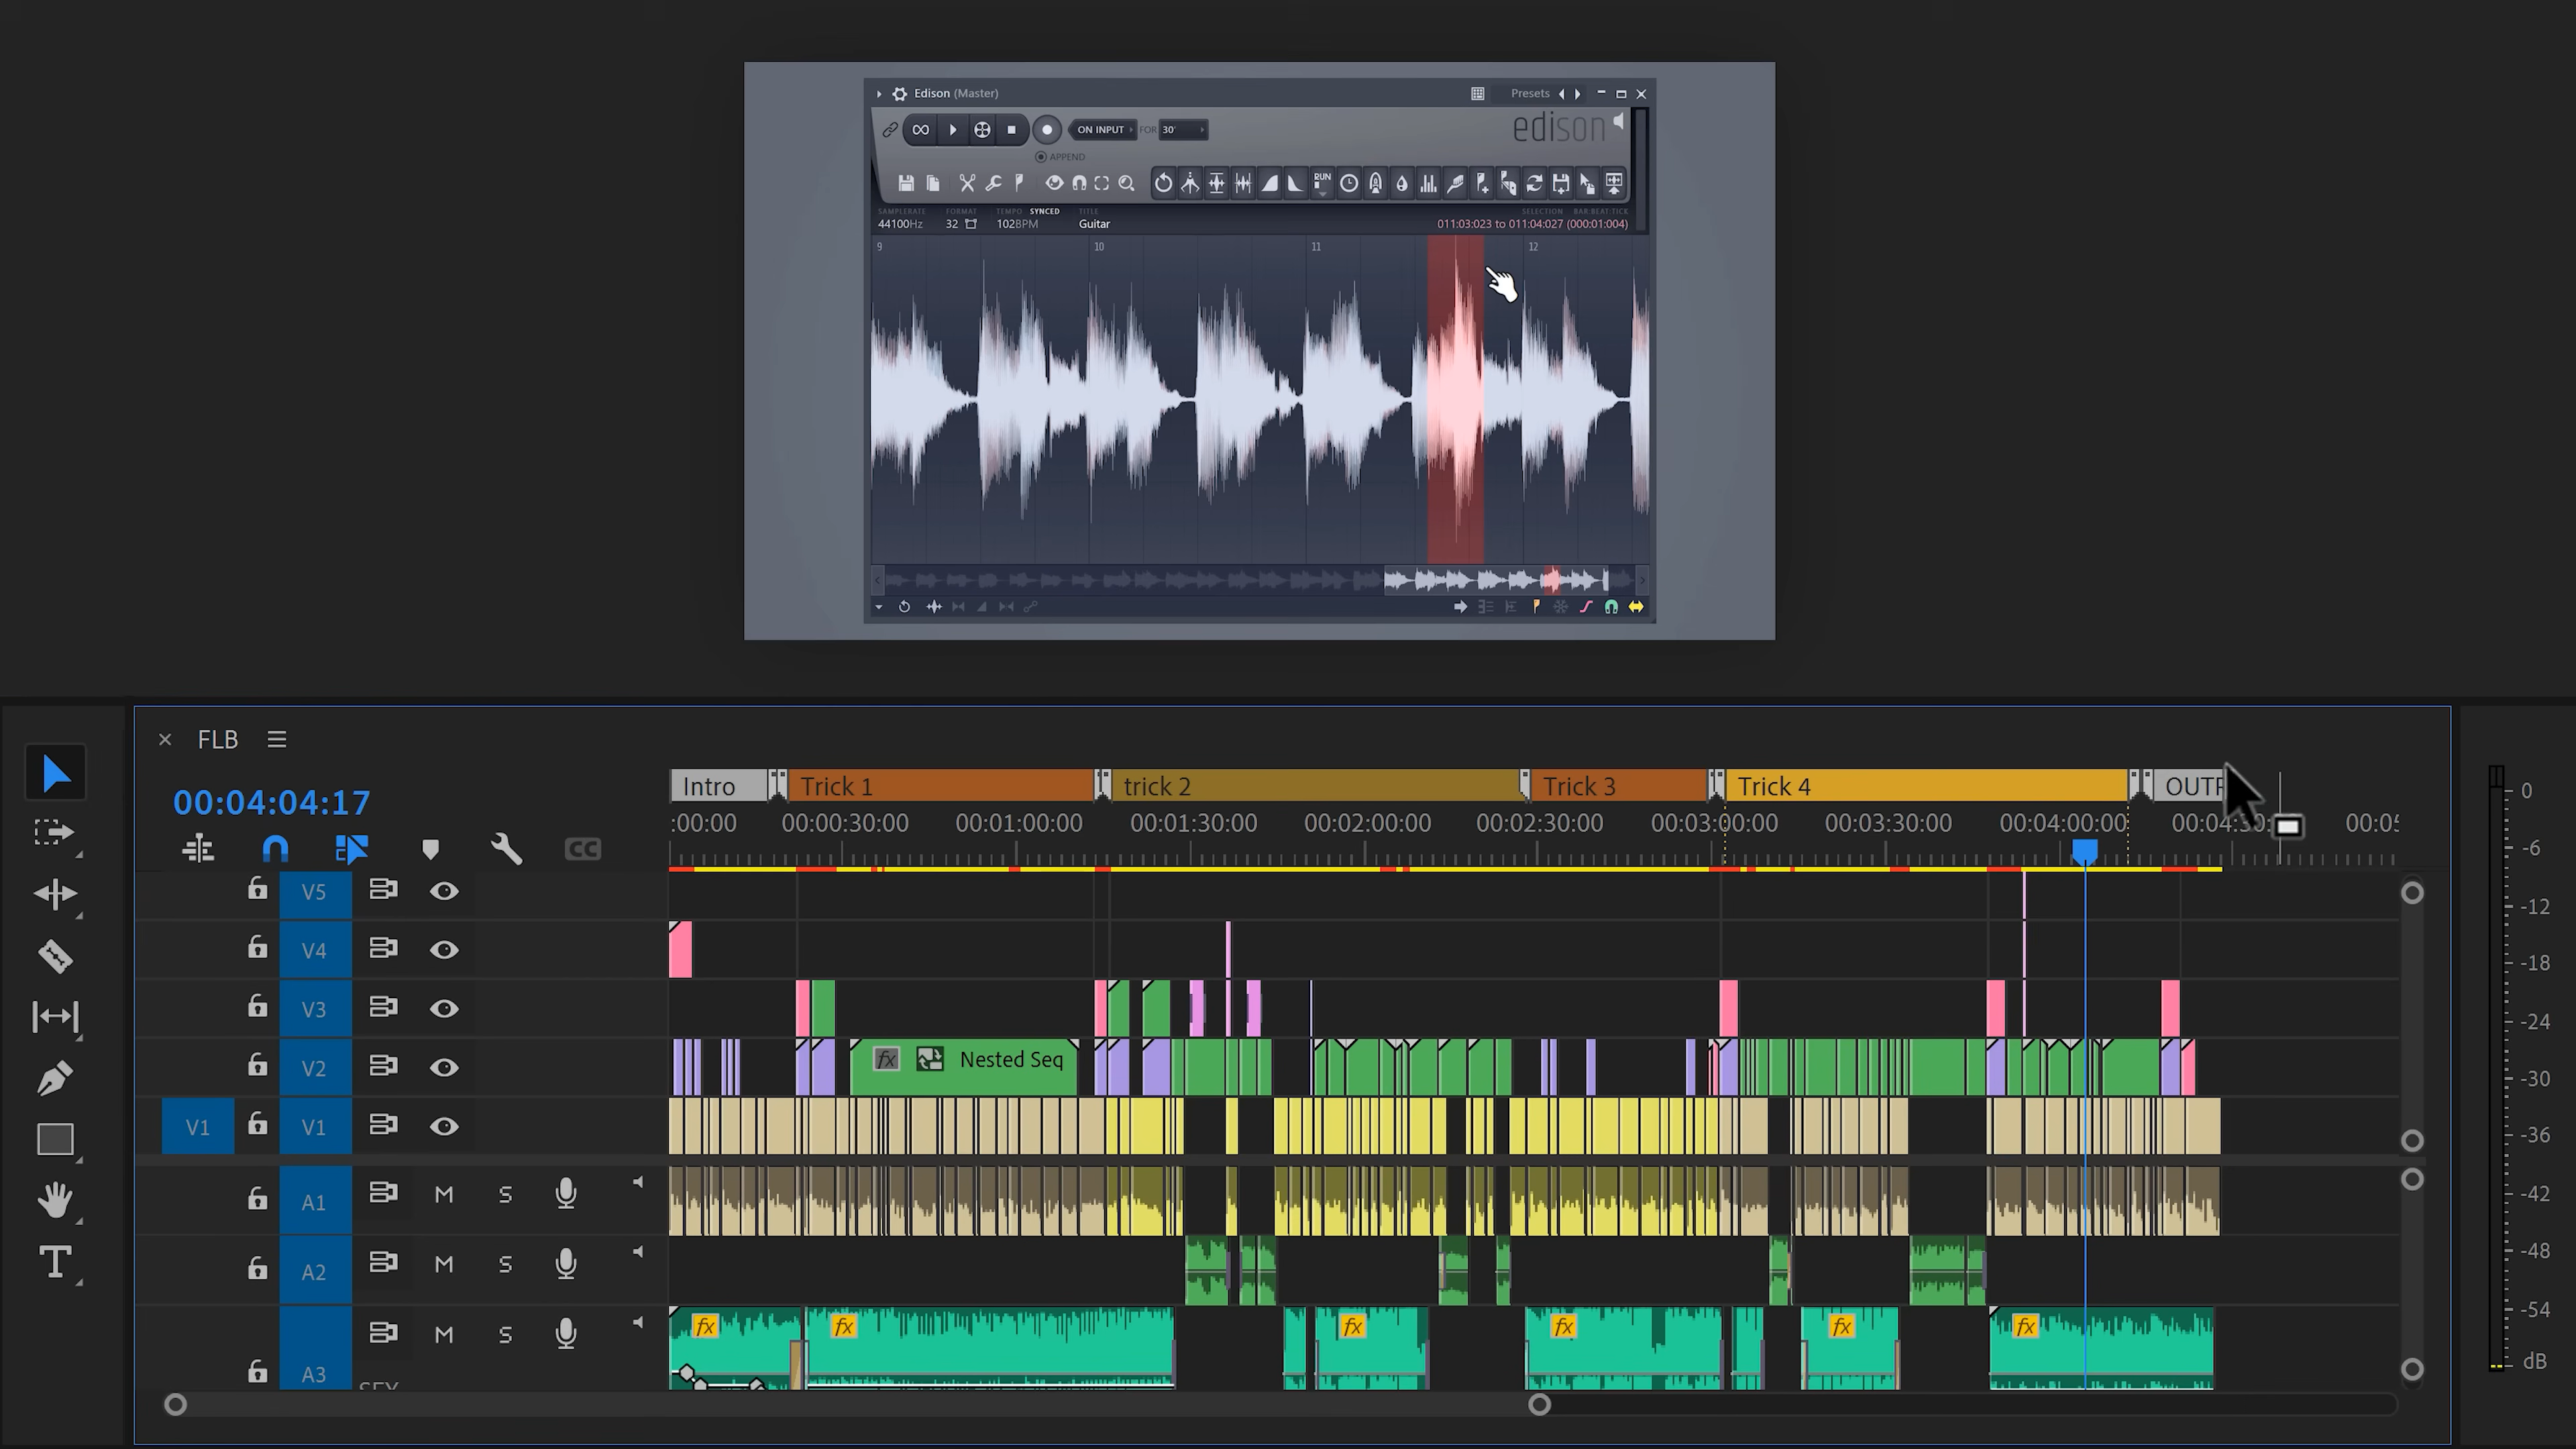 Edison (Master) Presets
ON INPUT FOR 30'
edison
APPEND
RUN
SAMPLERATE FORMAT TEMPO SYNCED TITLE SELECTION BAR:BEAT:TICK
44100Hz 32 102BPM Guitar 011:03:023 to 011:04:027 (000:01:004)
9 10 11 12
FLB
00:04:04:17
Intro Trick 1 trick 2 Trick 3 Trick 4 OUTR
:00:00 00:00:30:00 00:01:00:00 00:01:30:00 00:02:00:00 00:02:30:00 00:03:00:00 00:03:30:00 00:04:00:00 00:04:30: 00:05
CC
V5
V4
V3
V2 fx Nested Seq
V1 V1
A1 M S
A2 M S
A3 M S fx fx fx fx fx fx
T
0
-6
-12
-18
-24
-30
-36
-42
-48
-54
dB